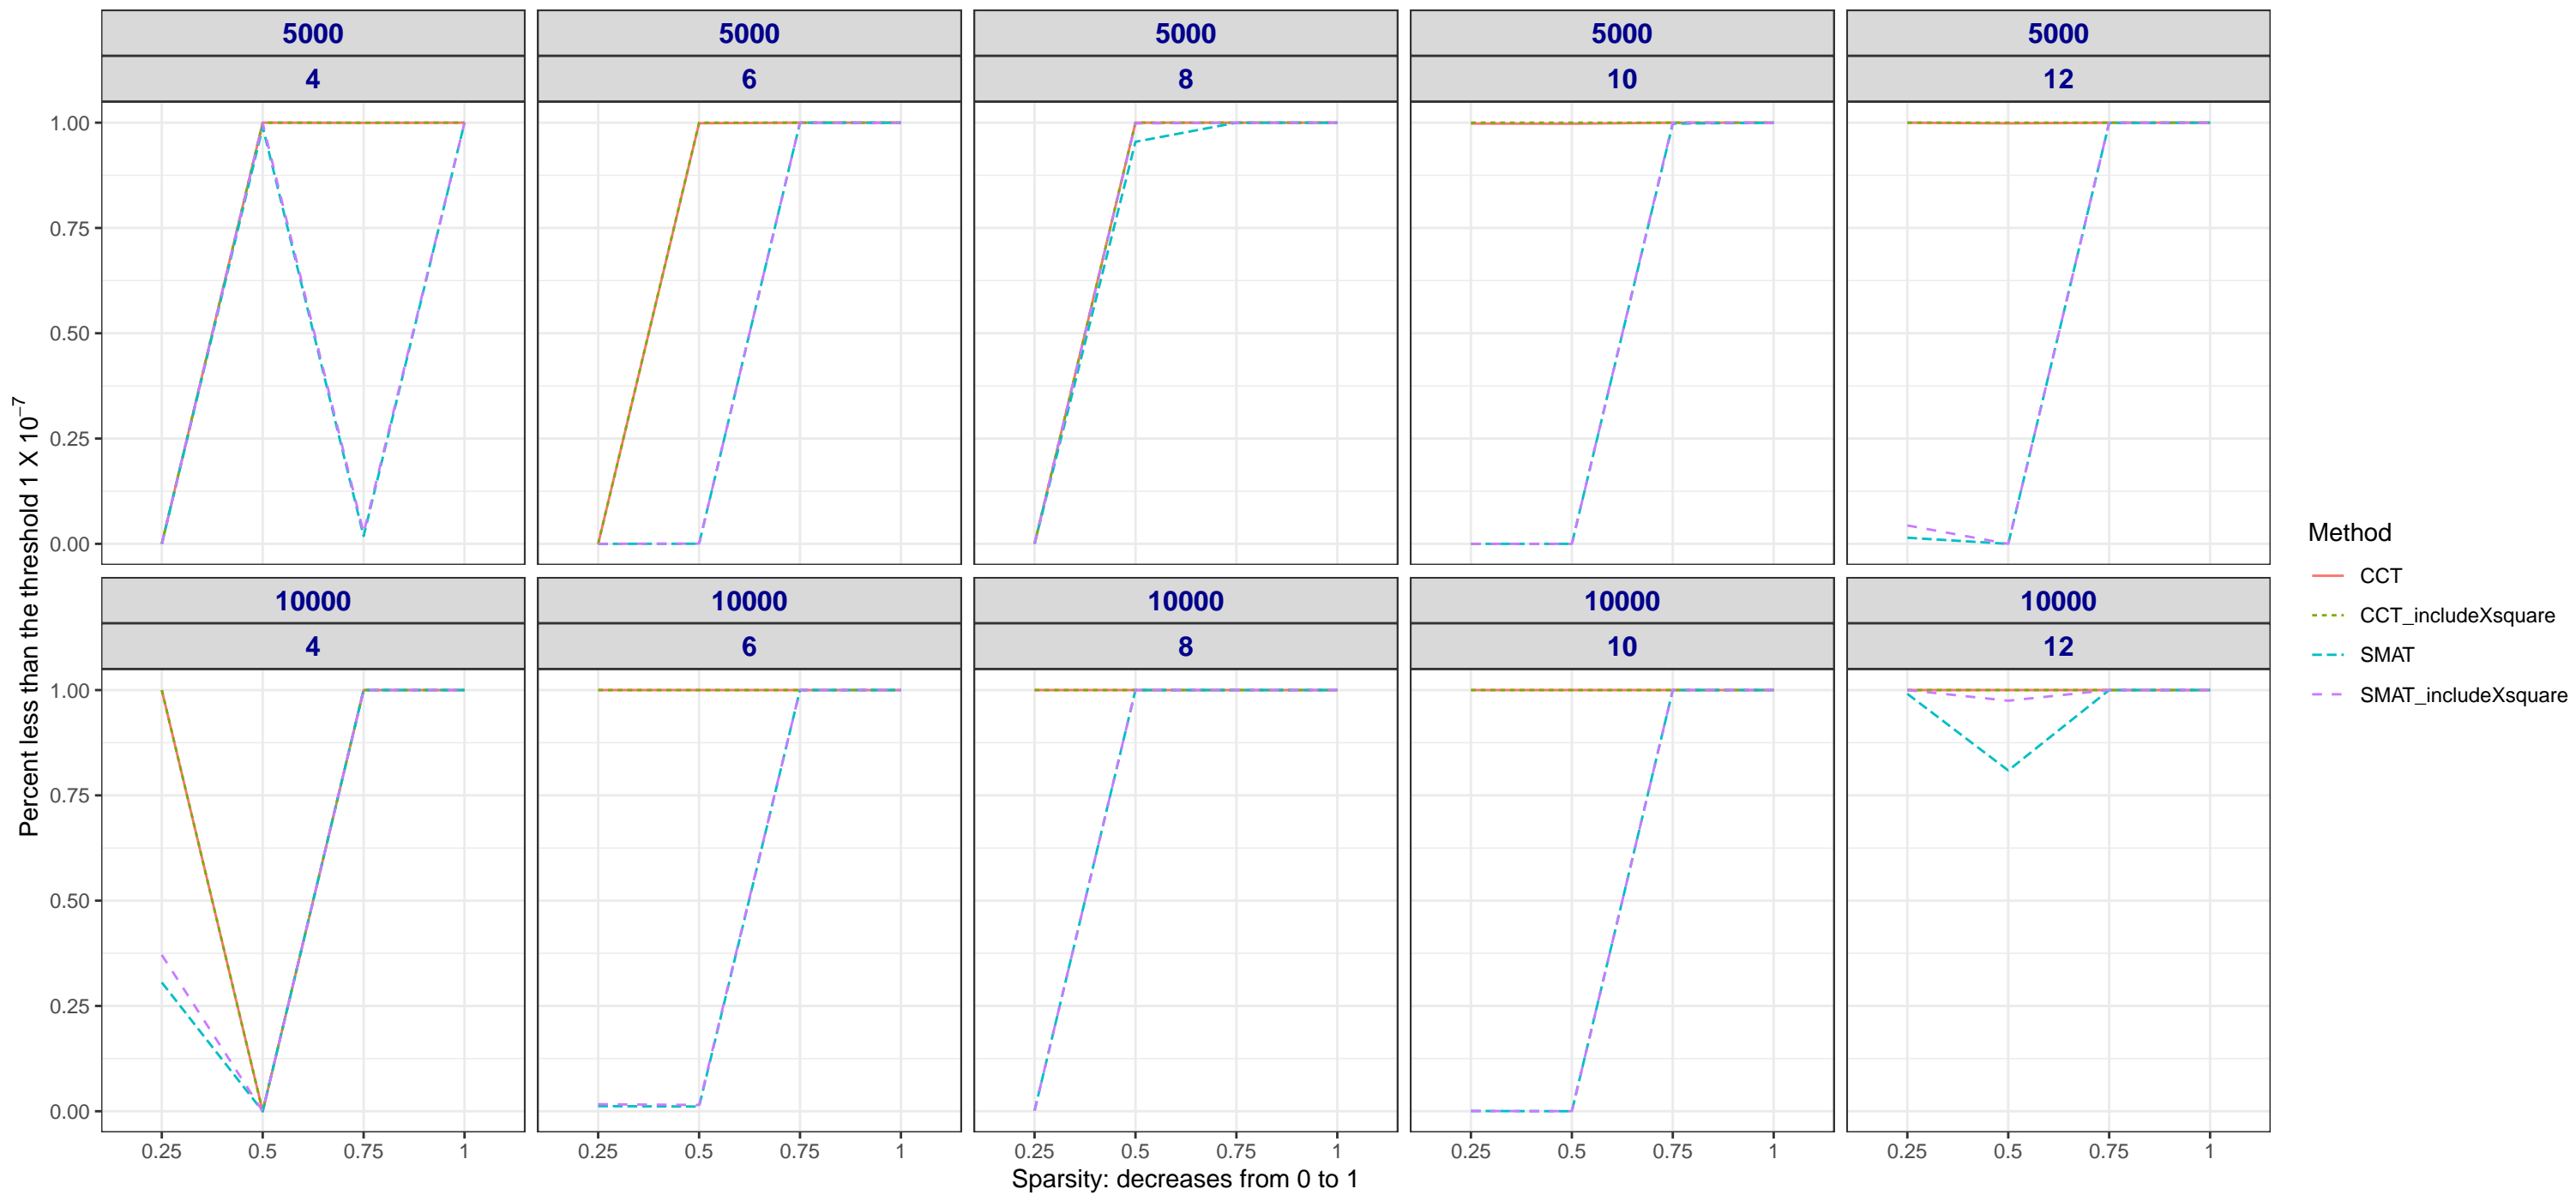 5000 5000 5000 5000 5000
4 6 8 10 12
1.00
0.75
0.50
0.25
0.00
10000 10000 10000 10000 10000
4 6 8 10 12
1.00
0.75
0.50
0.25
0.00
0.25 0.5 0.75 1 0.25 0.5 0.75 1 0.25 0.5 0.75 1 0.25 0.5 0.75 1 0.25 0.5 0.75 1
Sparsity: decreases from 0 to 1
Percent less than the threshold 1 X 10⁻⁷
Method
CCT
CCT_includeXsquare
SMAT
SMAT_includeXsquare